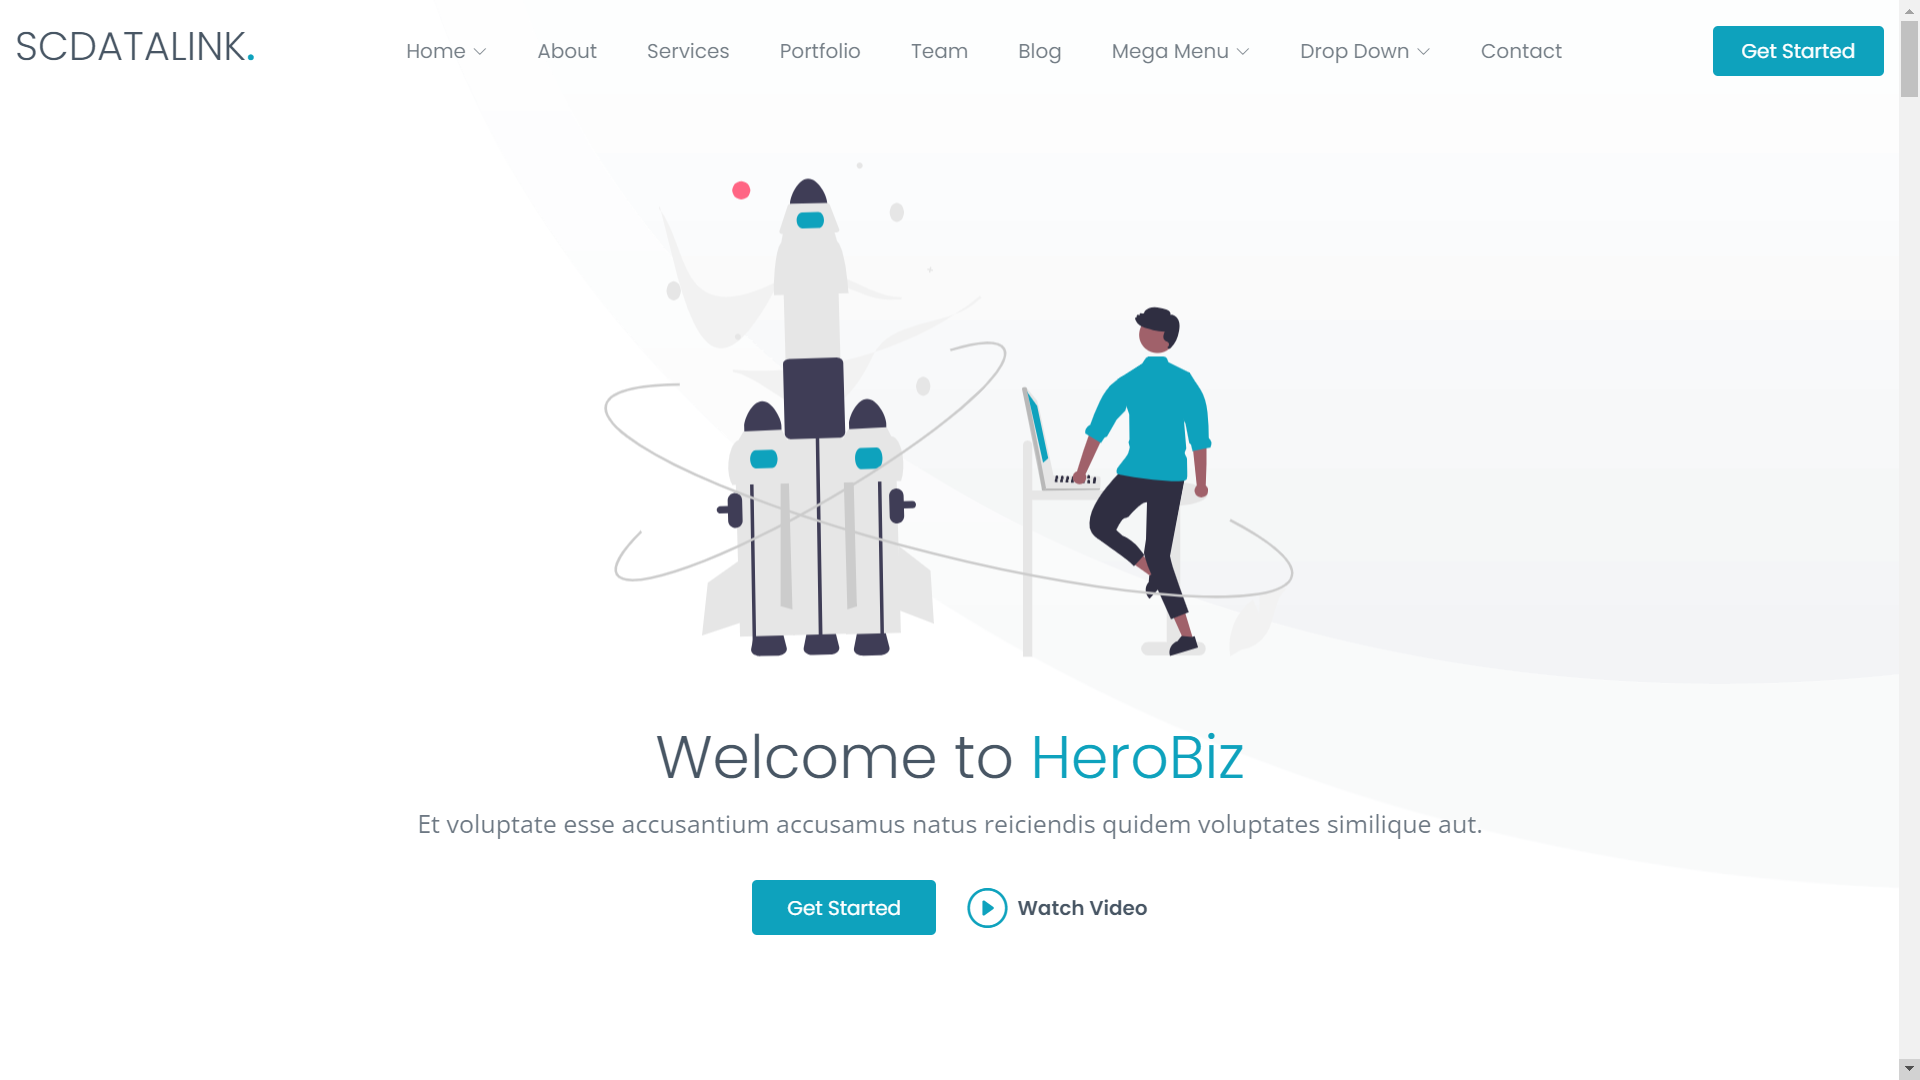 SCDATALINK.
Home
About
Services
Portfolio
Team
Blog
Mega Menu
Drop Down
Contact
Get Started
Welcome to HeroBiz
Et voluptate esse accusantium accusamus natus reiciendis quidem voluptates similique aut.
Get Started
Watch Video